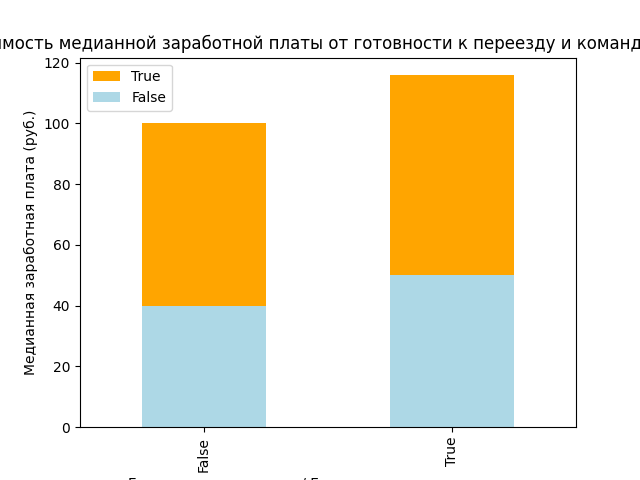 имость медианной заработной платы от готовности к переезду и команд
True
False
Медианная заработная плата (руб.)
120
100
80
60
40
20
0
False
True